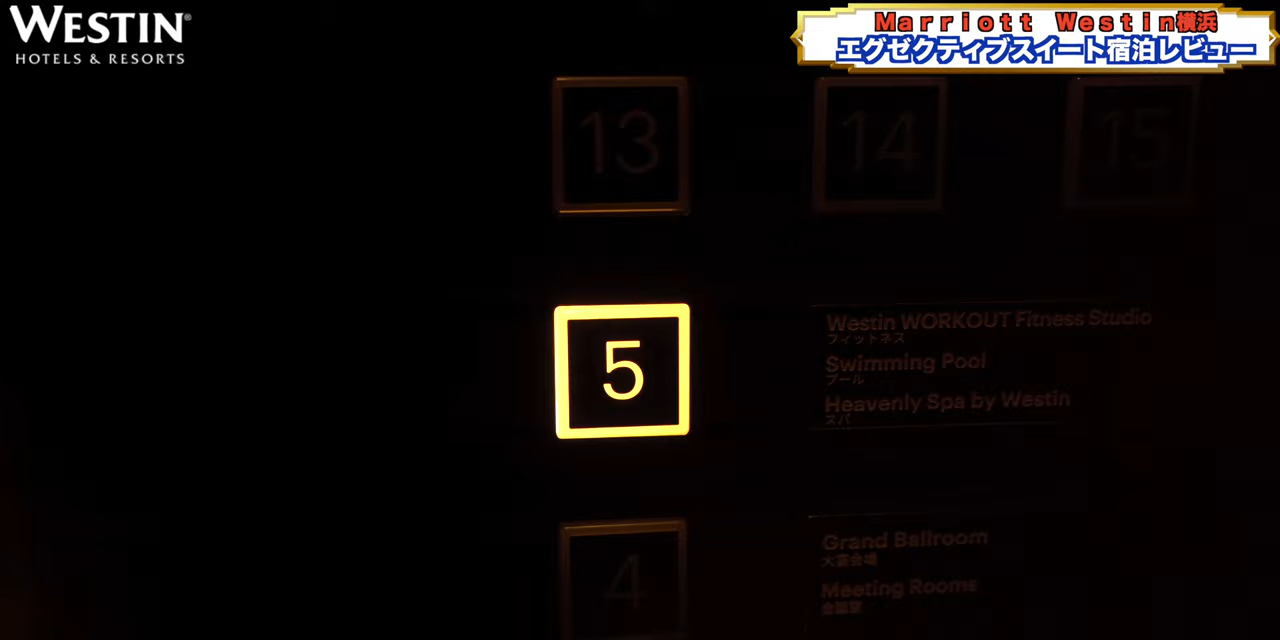 WESTIN®
HOTELS & RESORTS
Marriott Westin横浜
エグゼクティブスイート宿泊レビュー
13
14
15
5
Westin WORKOUT Fitness Studio
フィットネス
Swimming Pool
プール
Heavenly Spa by Westin
スパ
4
Grand Ballroom
大宴会場
Meeting Rooms
会議室